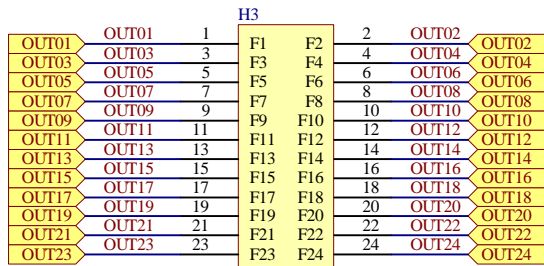 H3
OUT01 OUT01 1 F1 F2 2 OUT02 OUT02
OUT03 OUT03 3 F3 F4 4 OUT04 OUT04
OUT05 OUT05 5 F5 F6 6 OUT06 OUT06
OUT07 OUT07 7 F7 F8 8 OUT08 OUT08
OUT09 OUT09 9 F9 F10 10 OUT10 OUT10
OUT11 OUT11 11 F11 F12 12 OUT12 OUT12
OUT13 OUT13 13 F13 F14 14 OUT14 OUT14
OUT15 OUT15 15 F15 F16 16 OUT16 OUT16
OUT17 OUT17 17 F17 F18 18 OUT18 OUT18
OUT19 OUT19 19 F19 F20 20 OUT20 OUT20
OUT21 OUT21 21 F21 F22 22 OUT22 OUT22
OUT23 OUT23 23 F23 F24 24 OUT24 OUT24